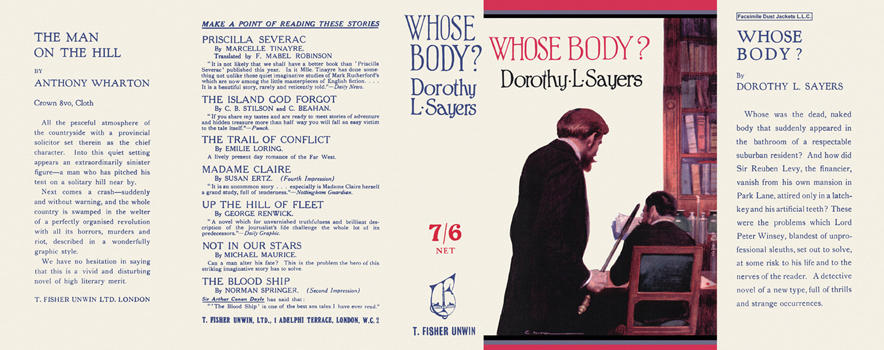 THE MAN
ON THE HILL
BY
ANTHONY WHARTON
Crown 8vo, Cloth
All the peaceful atmosphere of
the countryside with a provincial
solicitor set therein as the chief
character. Into this quiet setting
appears an extraordinarily sinister
figure—a man who has pitched his
tent on a solitary hill near by.
Next comes a crash—suddenly
and without warning, and the whole
country is swamped in the welter
of a perfectly organised revolution
with all its horrors, murders and
riot, described in a wonderfully
graphic style.
We have no hesitation in saying
that this is a vivid and disturbing
novel of high literary merit.
T. FISHER UNWIN LTD. LONDON
MAKE A POINT OF READING THESE STORIES
PRISCILLA SEVERAC
By MARCELLE TINAYRE.
Translated by F. MABEL ROBINSON
"It is not likely that we shall have a better book than 'Priscilla
Severac' published this year. In it Mlle. Tinayre has done some-
thing not unlike those quiet imaginative studies of Mark Rutherford's
which are now among the little masterpieces of English fiction. . . .
It is a beautiful story, rarely and reticently told."—Daily News.
THE ISLAND GOD FORGOT
By C. B. STILSON and C. BEAHAN.
"If you share my tastes and are ready to meet stories of adventure
and hidden treasure more than half way you will fall an easy victim
to the tale itself."—Punch.
THE TRAIL OF CONFLICT
By EMILIE LORING.
A lively present day romance of the Far West.
MADAME CLAIRE
By SUSAN ERTZ. (Fourth Impression)
"It is an uncommon story . . . especially is Madame Claire herself
a grand study, full of tenderness."—Nottingham Guardian.
UP THE HILL OF FLEET
By GEORGE RENWICK.
"A novel which for unvarnished truthfulness and brilliant des-
cription of the journalist's life challenge the whole lot of its
predecessors."—Daily Graphic.
NOT IN OUR STARS
By MICHAEL MAURICE.
Can a man alter his fate? This is the problem the hero of this
striking imaginative story has to solve.
THE BLOOD SHIP
By NORMAN SPRINGER. (Second Impression)
Sir Arthur Conan Doyle has said that:
"'The Blood Ship' is one of the best sea tales I have ever read."
T. FISHER UNWIN, LTD., 1 ADELPHI TERRACE, LONDON, W.C.2
WHOSE
BODY?
Dorothy
L·Sayers
7/6
NET
T. FISHER UNWIN
WHOSE BODY?
Dorothy·L·Sayers
Facsimile Dust Jackets L.L.C.
WHOSE
BODY?
By
DOROTHY L. SAYERS
Whose was the dead, naked
body that suddenly appeared in
the bathroom of a respectable
suburban resident? And how did
Sir Reuben Levy, the financier,
vanish from his own mansion in
Park Lane, attired only in a latch-
key and his artificial teeth? These
were the problems which Lord
Peter Winsey, blandest of unpro-
fessional sleuths, set out to solve,
at some risk to his life and to the
nerves of the reader. A detective
novel of a new type, full of thrills
and strange occurrences.